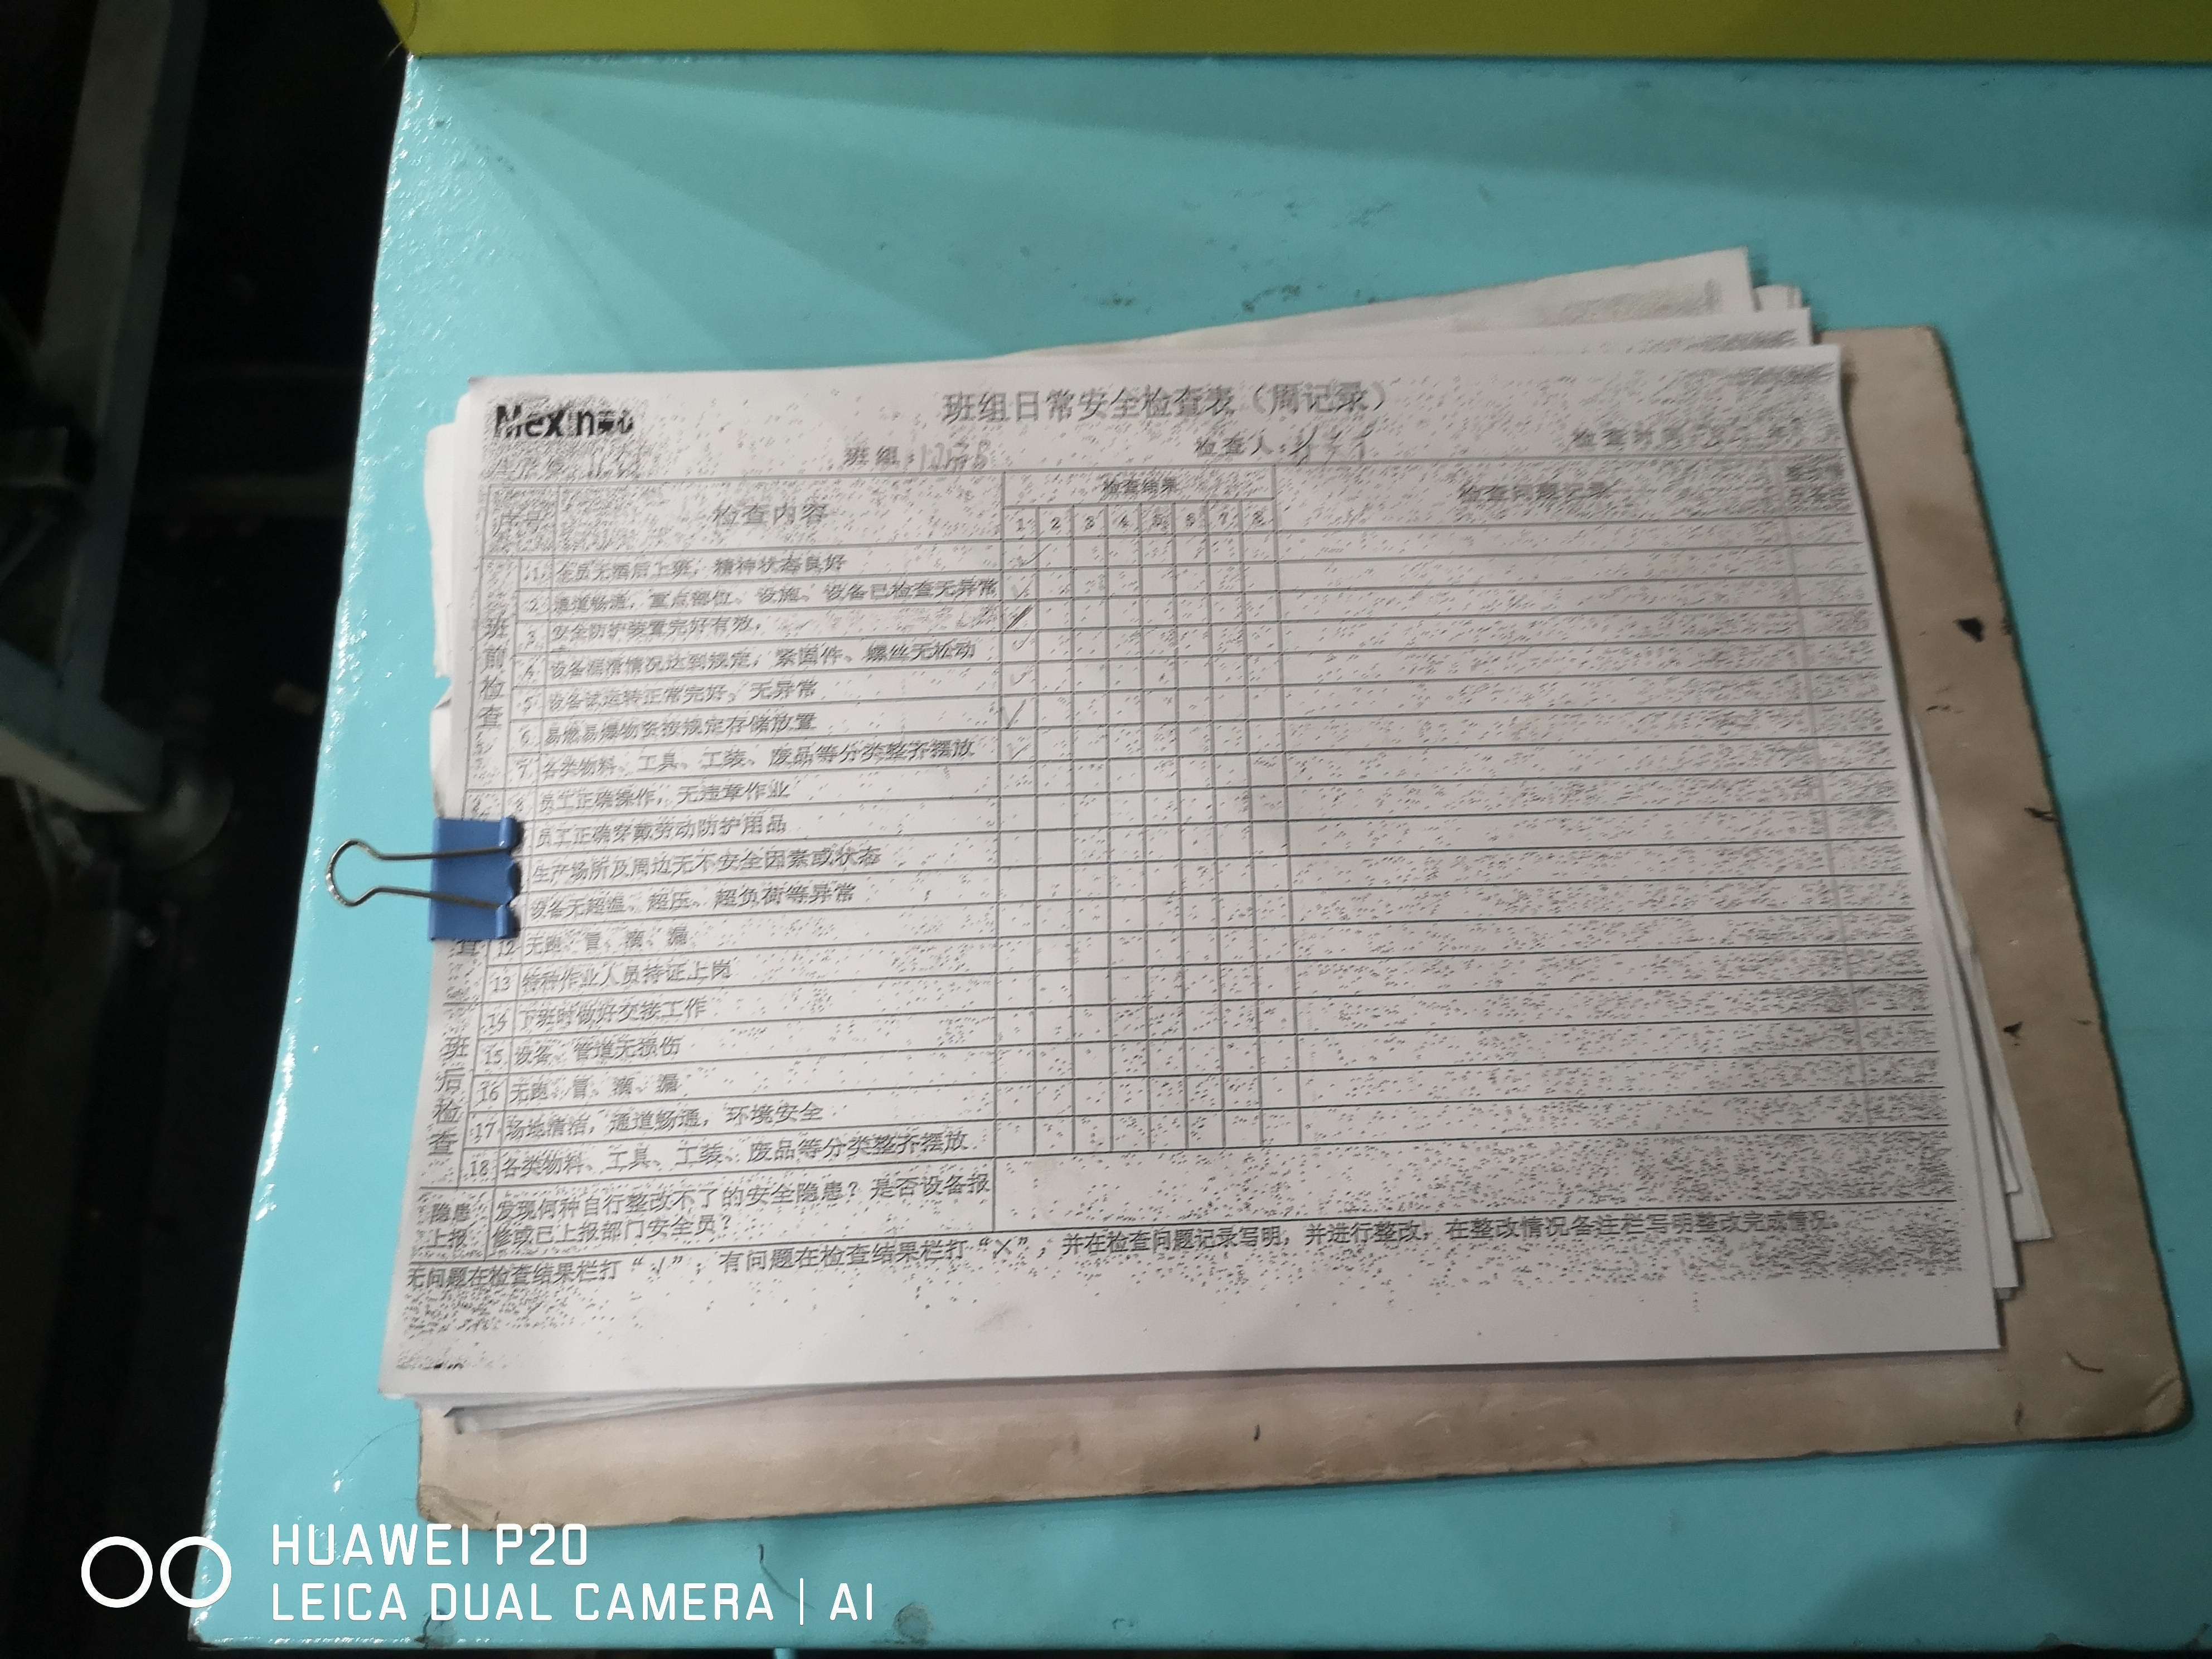 Mexin美心
班组日常安全检查表（周记录）
班组： 检查人： 检查时间
序号 检查内容 检查结果 检查问题记录
1 2 3 4 5 6 7 8
班前检查
1 全员无酒后上班，精神状态良好 ✓
2 通道畅通，重点部位、设施、设备已检查无异常 ✓
3 安全防护装置完好有效， ✓
4 设备润滑情况达到规定，紧固件、螺丝无松动 ✓
5 设备试运转正常完好，无异常 ✓
6 易燃易爆物资按规定存储放置 ✓
7 各类物料、工具、工装、废品等分类整齐摆放 ✓
8 员工正确操作，无违章作业
员工正确穿戴劳动防护用品
生产场所及周边无不安全因素或状态
设备无超温、超压、超负荷等异常
查 12 无跑、冒、滴、漏
13 特种作业人员持证上岗
班后检查
14 下班时做好交接工作
15 设备、管道无损伤
16 无跑、冒、滴、漏
17 场地清洁，通道畅通，环境安全
18 各类物料、工具、工装、废品等分类整齐摆放
隐患上报 发现何种自行整改不了的安全隐患？是否设备报
修或已上报部门安全员？
无问题在检查结果栏打“√”；有问题在检查结果栏打“×”，并在检查问题记录写明，并进行整改，在整改情况备注栏写明整改完成情况。
HUAWEI P20
LEICA DUAL CAMERA | AI